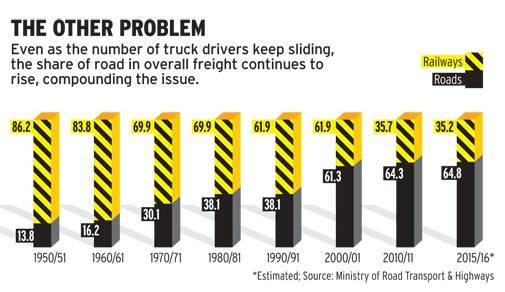 THE OTHER PROBLEM
Even as the number of truck drivers keep sliding,
the share of road in overall freight continues to
rise, compounding the issue.
Railways
Roads
86.2 83.8 69.9 69.9 61.9 61.9 35.7 35.2
13.8 16.2 30.1 38.1 38.1 61.3 64.3 64.8
1950/51 1960/61 1970/71 1980/81 1990/91 2000/01 2010/11 2015/16*
*Estimated; Source: Ministry of Road Transport & Highways